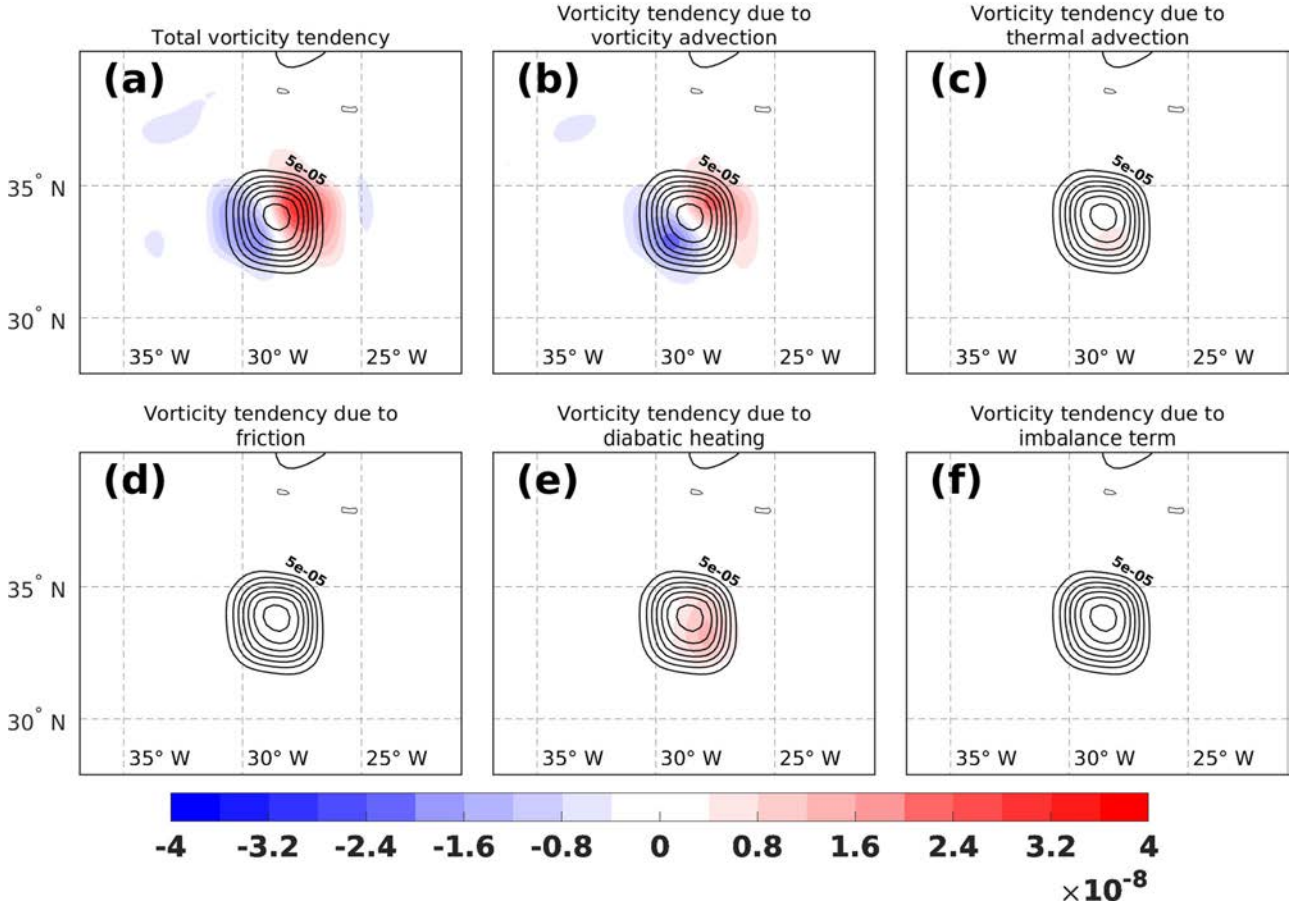 Total vorticity tendency
Vorticity tendency due to
vorticity advection
Vorticity tendency due to
thermal advection
(a)
(b)
(c)
5e-05
5e-05
5e-05
35° N
30° N
35° W
30° W
25° W
35° W
30° W
25° W
35° W
30° W
25° W
Vorticity tendency due to
friction
Vorticity tendency due to
diabatic heating
Vorticity tendency due to
imbalance term
(d)
(e)
(f)
5e-05
5e-05
5e-05
35° N
30° N
35° W
30° W
25° W
35° W
30° W
25° W
35° W
30° W
25° W
-4 -3.2 -2.4 -1.6 -0.8 0 0.8 1.6 2.4 3.2 4
×10⁻⁸